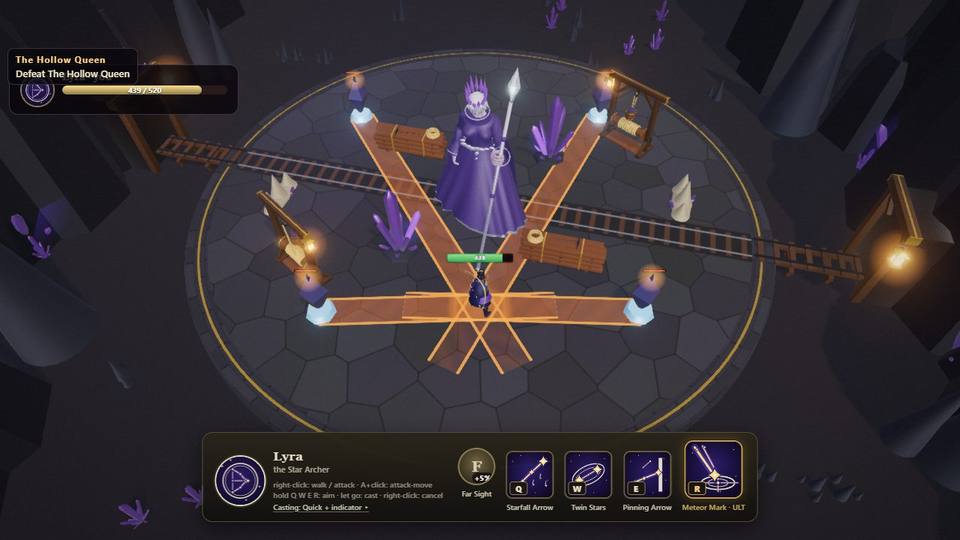 The Hollow Queen
Defeat The Hollow Queen
439 / 520
Lyra
the Star Archer
right-click: walk / attack · A+click: attack-move
hold Q W E R: aim · let go: cast · right-click: cancel
Casting: Quick + indicator
F
+5%
Far Sight
Q
Starfall Arrow
W
Twin Stars
E
Pinning Arrow
R
Meteor Mark · ULT